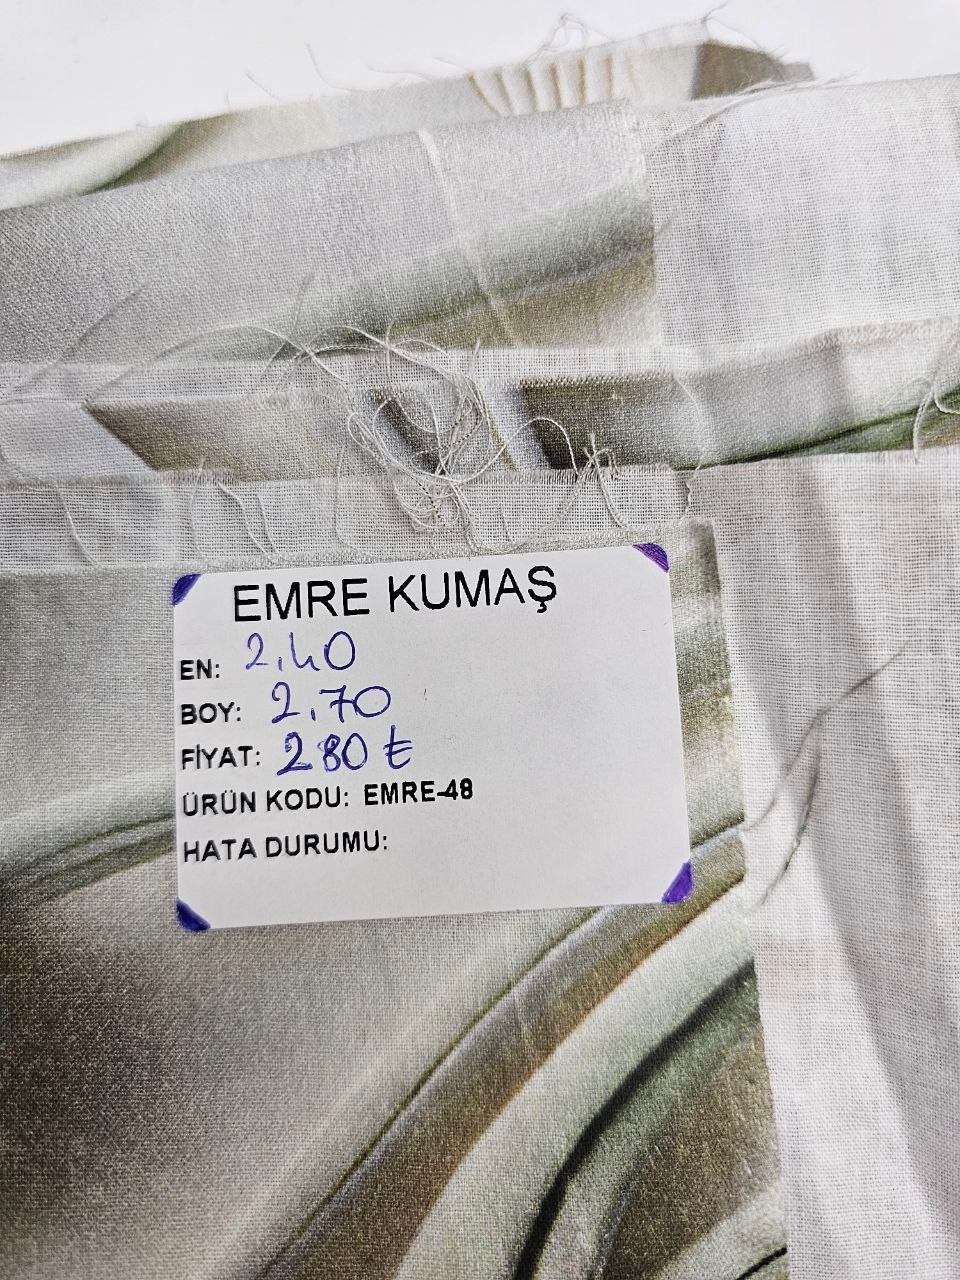 EMRE KUMAŞ
EN: 2.40
BOY: 2.70
FİYAT: 280 ₺
ÜRÜN KODU: EMRE-48
HATA DURUMU: